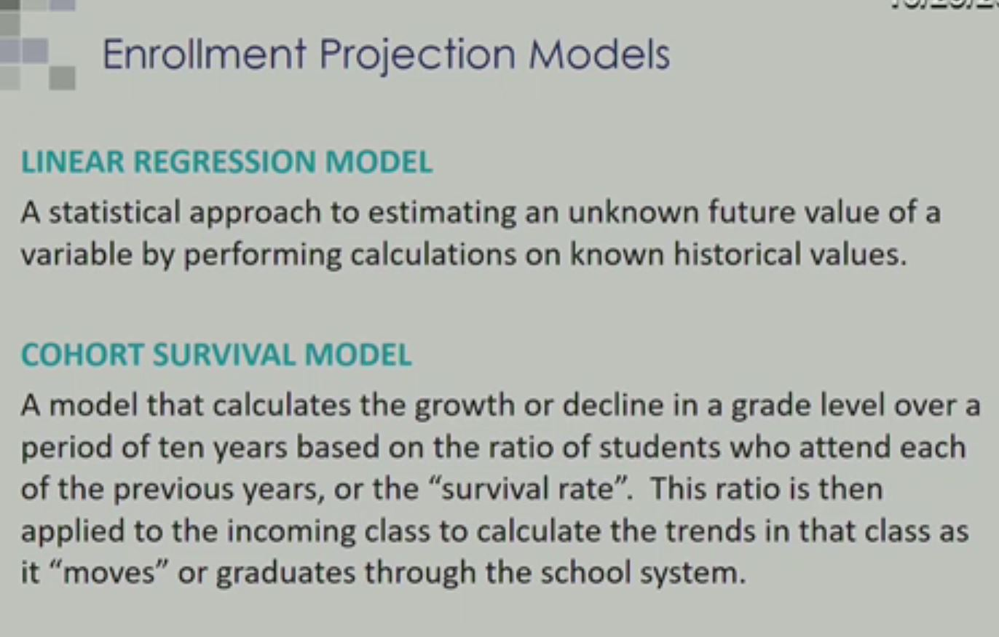 Enrollment Projection Models
LINEAR REGRESSION MODEL
A statistical approach to estimating an unknown future value of a
variable by performing calculations on known historical values.
COHORT SURVIVAL MODEL
A model that calculates the growth or decline in a grade level over a
period of ten years based on the ratio of students who attend each
of the previous years, or the “survival rate”.  This ratio is then
applied to the incoming class to calculate the trends in that class as
it “moves” or graduates through the school system.